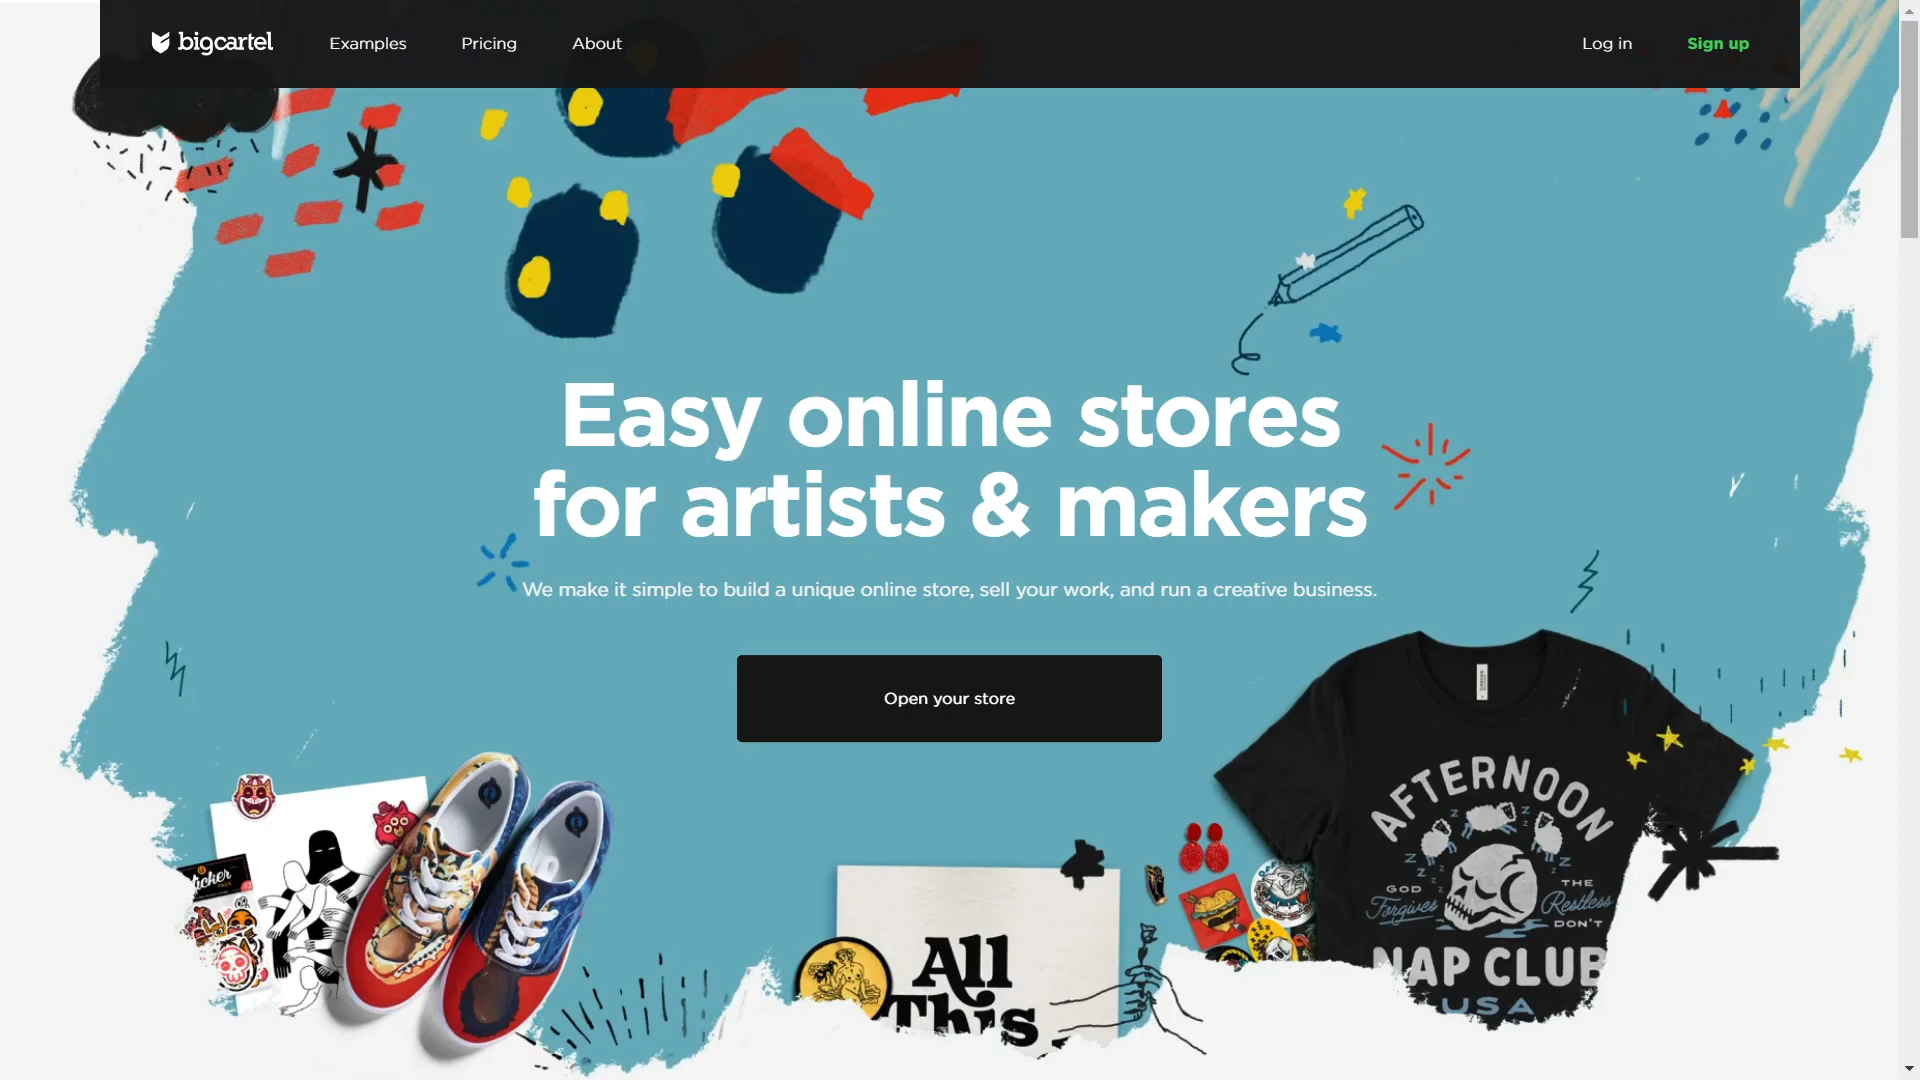 bigcartel
Examples
Pricing
About
Log in
Sign up
Easy online stores
for artists & makers
We make it simple to build a unique online store, sell your work, and run a creative business.
Open your store
AFTERNOON
GOD
Forgives
THE
Restless
DON'T
NAP CLUB
USA
sticker
PACK
All
This